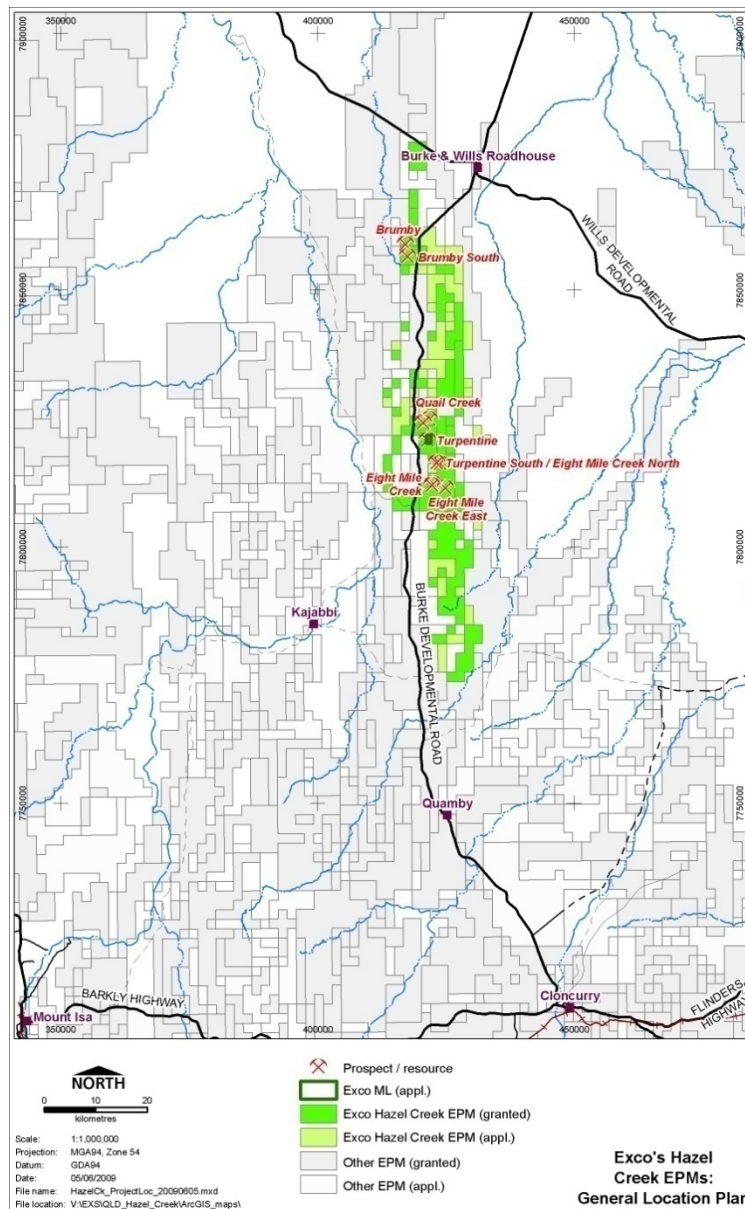 350000
400000
450000
7900000
7900000
Burke & Wills Roadhouse
Brumby
Brumby South
WILLS DEVELOPMENTAL
ROAD
7850000
7850000
Quail Creek
Turpentine
Turpentine South / Eight Mile Creek North
Eight Mile
Creek
Eight Mile
Creek East
7800000
7800000
Kajabbi
BURKE DEVELOPMENTAL
ROAD
7750000
7750000
Quamby
BARKLY HIGHWAY
Cloncurry
FLINDERS
HIGHWAY
Mount Isa
350000
400000
450000
NORTH
0 10 20
kilometres
Scale: 1:1,000,000
Projection: MGA94, Zone 54
Datum: GDA94
Date: 05/06/2009
File name: HazelCk_ProjectLoc_20090605.mxd
File location: V:\EXS\QLD_Hazel_Creek\ArcGIS_maps\
Prospect / resource
Exco ML (appl.)
Exco Hazel Creek EPM (granted)
Exco Hazel Creek EPM (appl.)
Other EPM (granted)
Other EPM (appl.)
Exco's Hazel
Creek EPMs:
General Location Plan